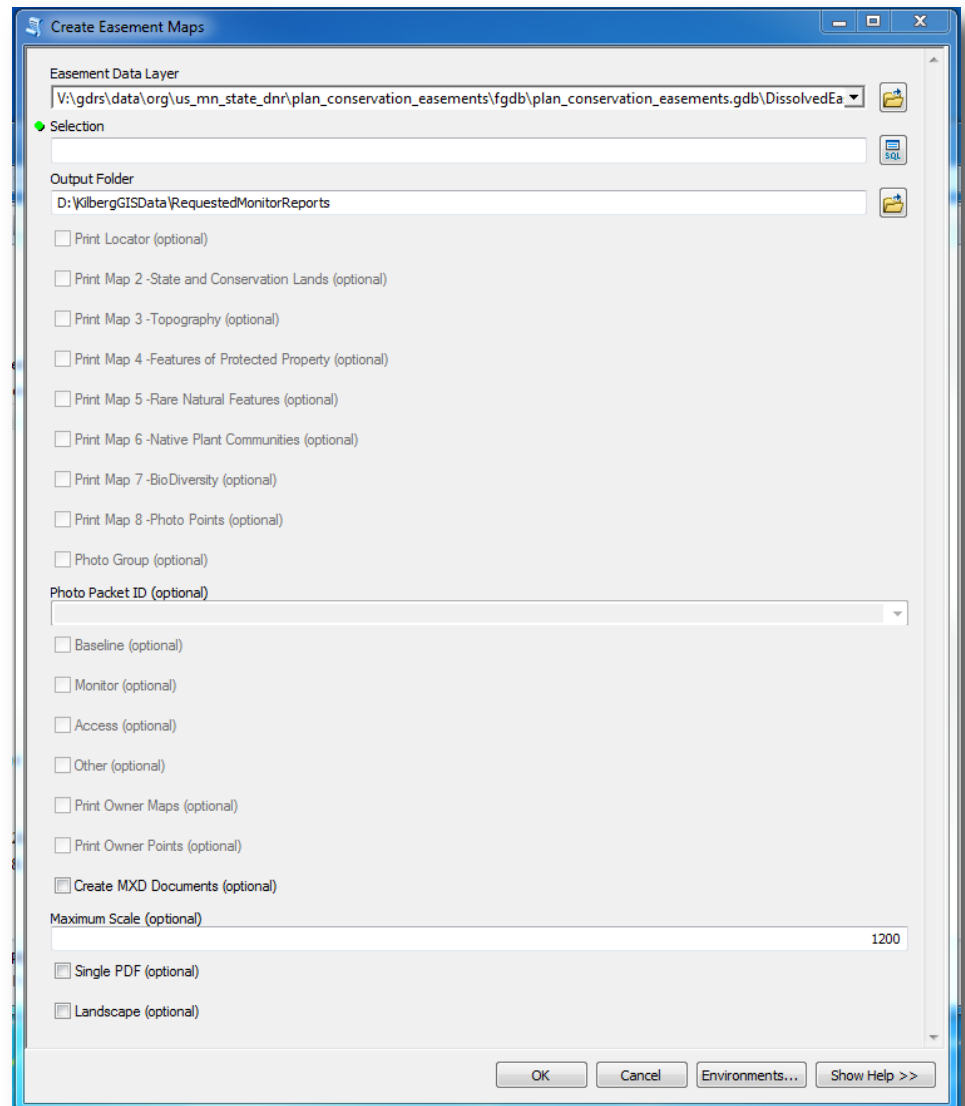 Create Easement Maps
Easement Data Layer
V:\gdrs\data\org\us_mn_state_dnr\plan_conservation_easements\fgdb\plan_conservation_easements.gdb\DissolvedEa
Selection
SQL
Output Folder
D:\KilbergGISData\RequestedMonitorReports
Print Locator (optional)
Print Map 2 -State and Conservation Lands (optional)
Print Map 3 -Topography (optional)
Print Map 4 -Features of Protected Property (optional)
Print Map 5 -Rare Natural Features (optional)
Print Map 6 -Native Plant Communities (optional)
Print Map 7 -BioDiversity (optional)
Print Map 8 -Photo Points (optional)
Photo Group (optional)
Photo Packet ID (optional)
Baseline (optional)
Monitor (optional)
Access (optional)
Other (optional)
Print Owner Maps (optional)
Print Owner Points (optional)
Create MXD Documents (optional)
Maximum Scale (optional)
1200
Single PDF (optional)
Landscape (optional)
OK Cancel Environments... Show Help >>